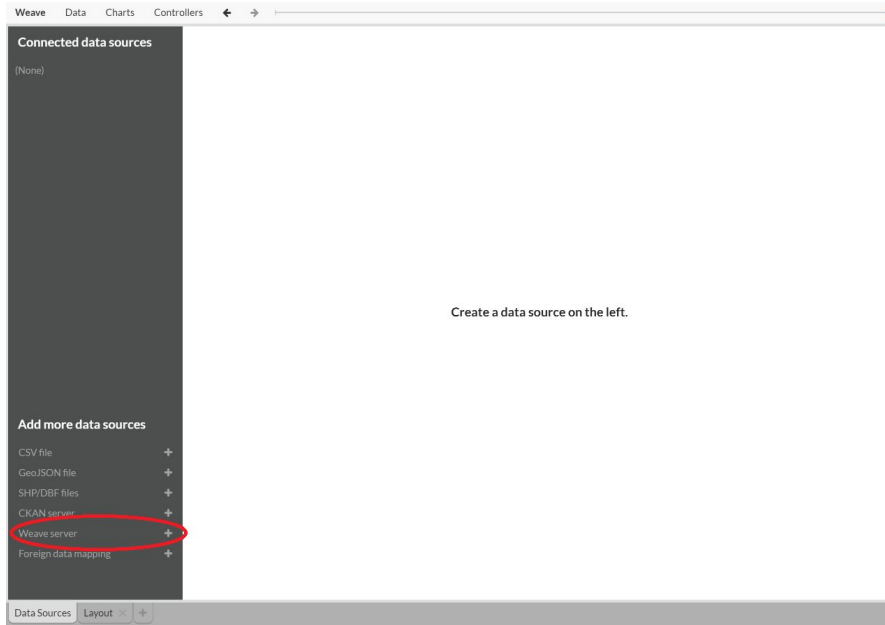 Weave Data Charts Controllers
Connected data sources
(None)
Create a data source on the left.
Add more data sources
CSV file +
GeoJSON file +
SHP/DBF files +
CKAN server +
Weave server +
Foreign data mapping +
Data Sources Layout × +